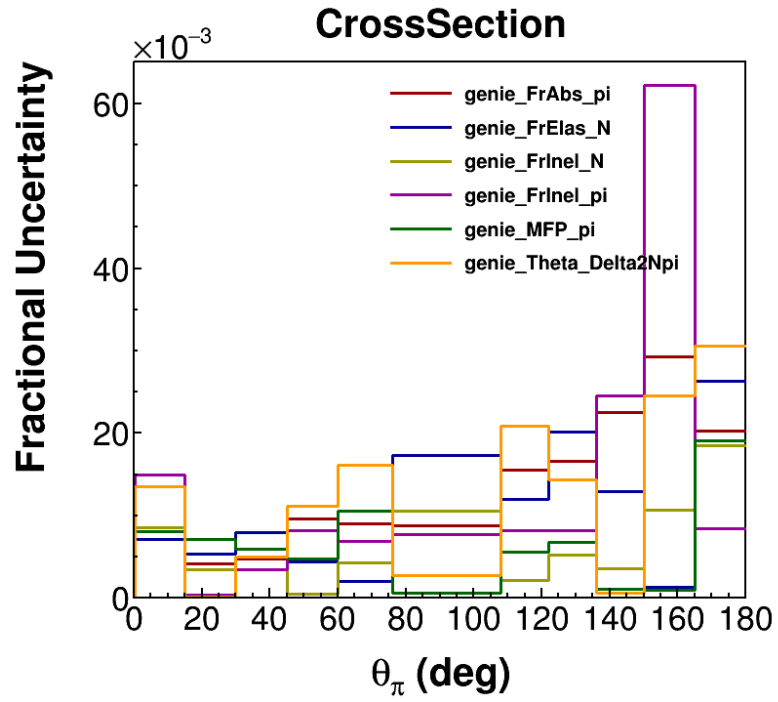 CrossSection
×10⁻³
Fractional Uncertainty
60
40
20
0
genie_FrAbs_pi
genie_FrElas_N
genie_FrInel_N
genie_FrInel_pi
genie_MFP_pi
genie_Theta_Delta2Npi
0 20 40 60 80 100 120 140 160 180
θπ (deg)